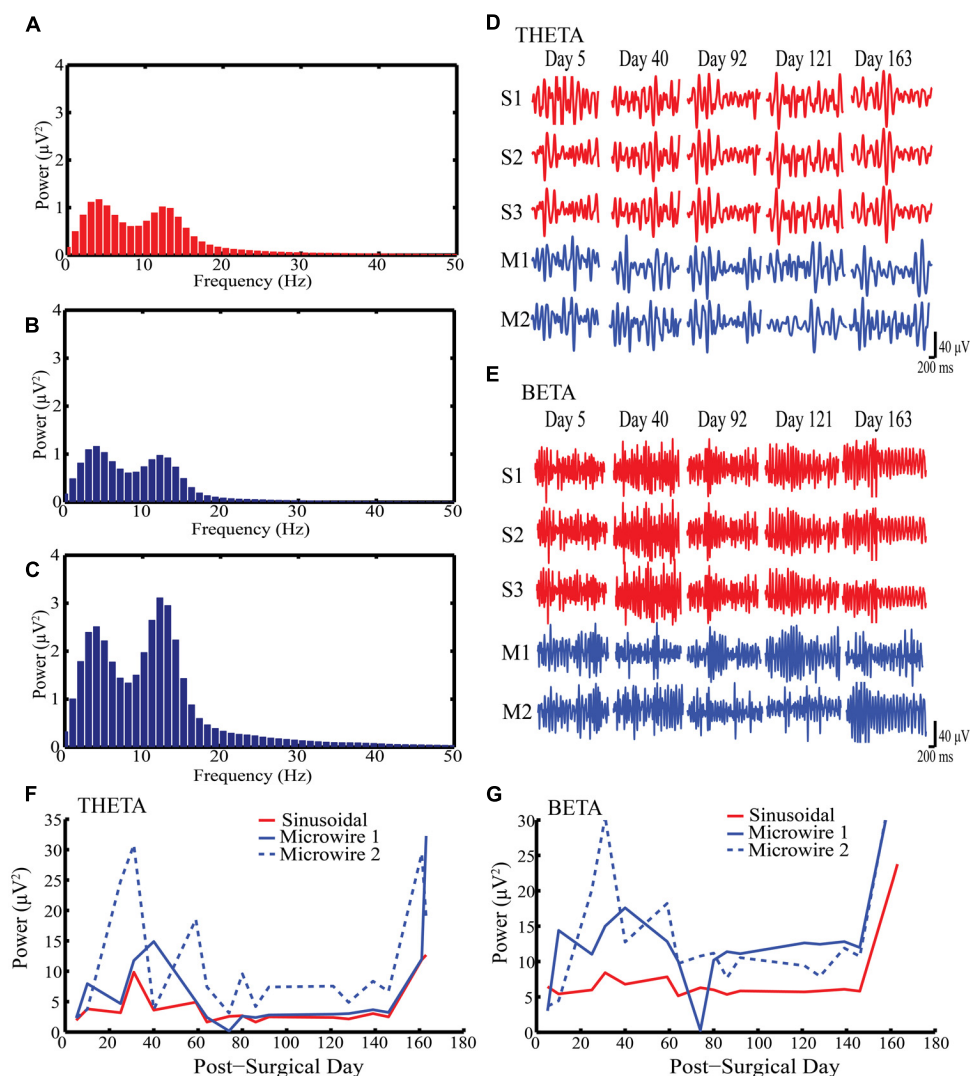 A
4
3
2
1
0
Power (µV²)
0 10 20 30 40 50
Frequency (Hz)
B
4
3
2
1
0
Power (µV²)
0 10 20 30 40 50
Frequency (Hz)
C
4
3
2
1
0
Power (µV²)
0 10 20 30 40 50
Frequency (Hz)
D
THETA
Day 5 Day 40 Day 92 Day 121 Day 163
S1
S2
S3
M1
M2
40 µV
200 ms
E
BETA
Day 5 Day 40 Day 92 Day 121 Day 163
S1
S2
S3
M1
M2
40 µV
200 ms
F
THETA
Sinusoidal
Microwire 1
Microwire 2
35
30
25
20
15
10
5
0
Power (µV²)
0 20 40 60 80 100 120 140 160 180
Post−Surgical Day
G
BETA
Sinusoidal
Microwire 1
Microwire 2
30
25
20
15
10
5
0
Power (µV²)
0 20 40 60 80 100 120 140 160 180
Post−Surgical Day